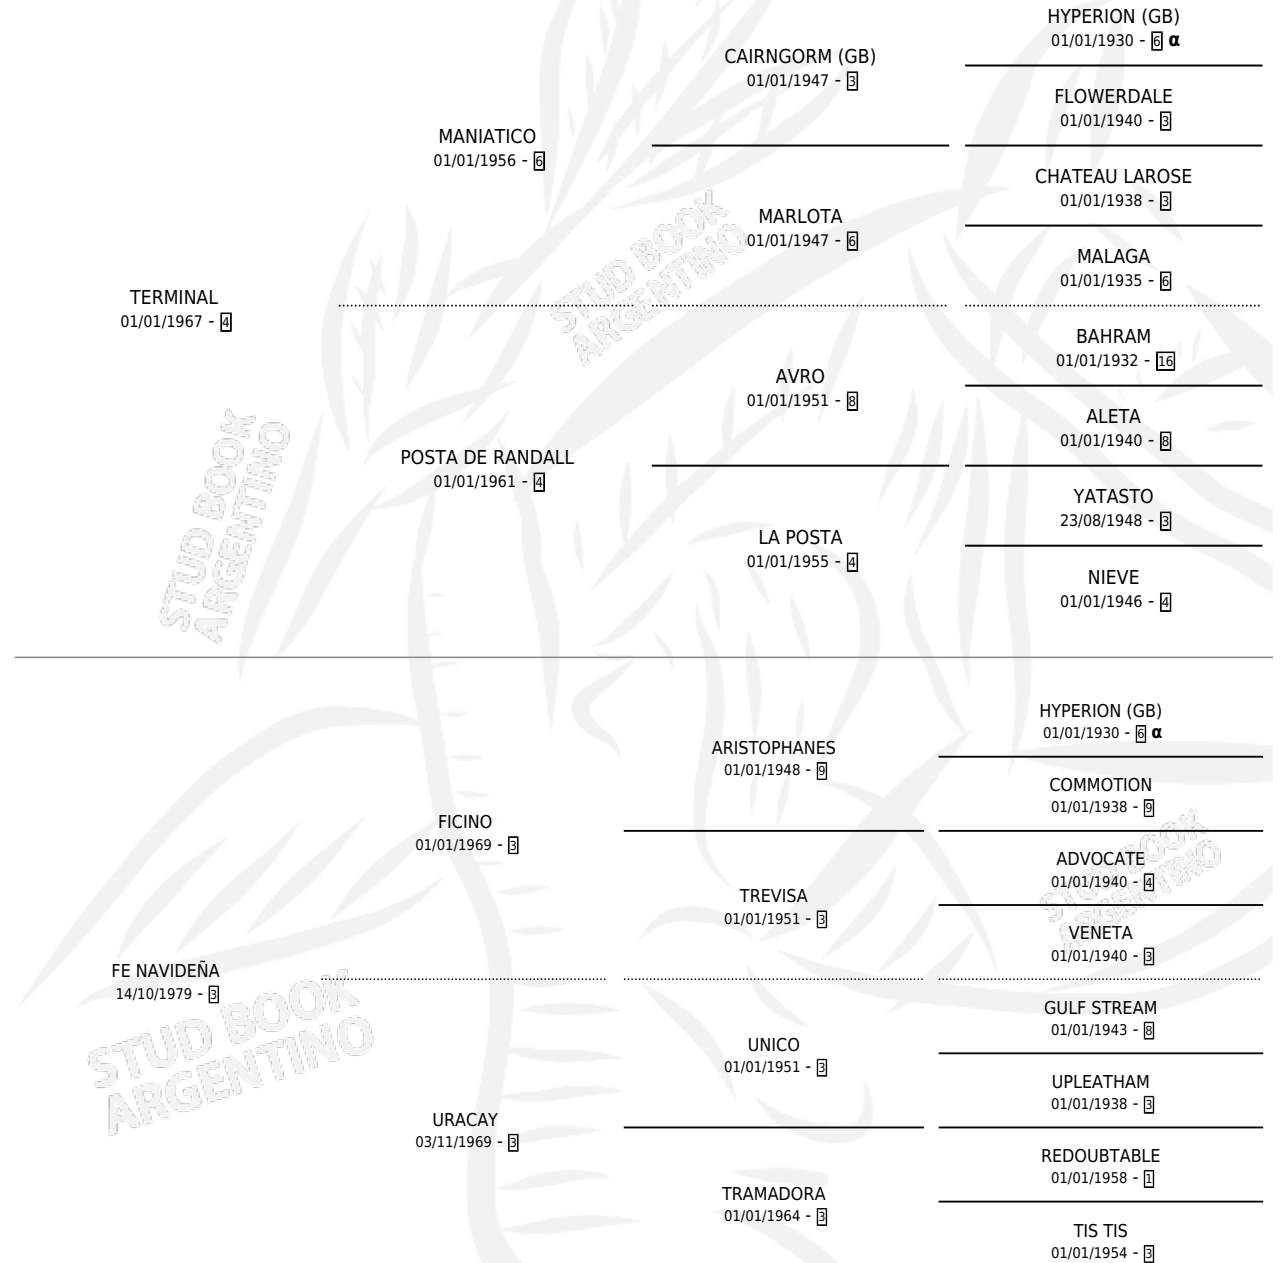 HYPERION (GB)
01/01/1930 - 6 α
CAIRNGORM (GB)
01/01/1947 - 3
FLOWERDALE
01/01/1940 - 3
MANIATICO
01/01/1956 - 6
CHATEAU LAROSE
01/01/1938 - 3
MARLOTA
01/01/1947 - 6
MALAGA
01/01/1935 - 6
STUD BOOK
ARGENTINO
TERMINAL
01/01/1967 - 4
BAHRAM
01/01/1932 - 16
AVRO
01/01/1951 - 8
ALETA
01/01/1940 - 8
POSTA DE RANDALL
01/01/1961 - 4
YATASTO
23/08/1948 - 3
LA POSTA
01/01/1955 - 4
NIEVE
01/01/1946 - 4
STUD BOOK
ARGENTINO
HYPERION (GB)
01/01/1930 - 6 α
ARISTOPHANES
01/01/1948 - 9
COMMOTION
01/01/1938 - 9
FICINO
01/01/1969 - 3
ADVOCATE
01/01/1940 - 4
TREVISA
01/01/1951 - 3
VENETA
01/01/1940 - 3
STUD BOOK
ARGENTINO
FE NAVIDEÑA
14/10/1979 - 3
GULF STREAM
01/01/1943 - 8
UNICO
01/01/1951 - 3
UPLEATHAM
01/01/1938 - 3
URACAY
03/11/1969 - 3
REDOUBTABLE
01/01/1958 - 1
TRAMADORA
01/01/1964 - 3
TIS TIS
01/01/1954 - 3
STUD BOOK
ARGENTINO